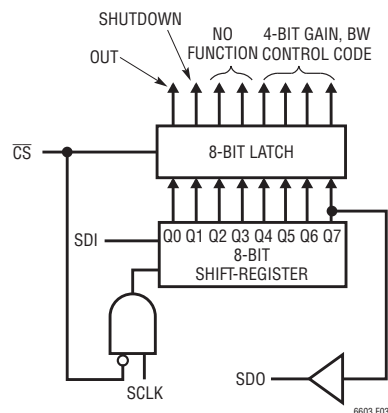 SHUTDOWN
NO
FUNCTION
4-BIT GAIN, BW
CONTROL CODE
OUT
CS
8-BIT LATCH
Q0 Q1 Q2 Q3 Q4 Q5 Q6 Q7
SDI
8-BIT
SHIFT-REGISTER
SCLK
SDO
6603 F03